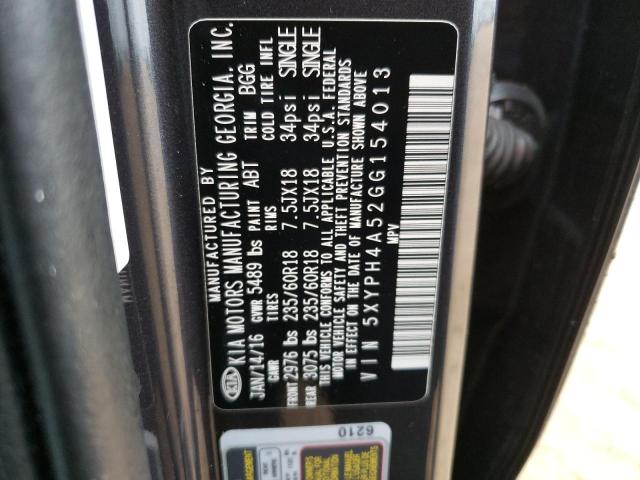 MANUFACTURED BY
KIA KIA MOTORS MANUFACTURING GEORGIA, INC.
JAN/14/16 GVWR 5489 lbs PAINT ABT TRIM BGG
GAWR TIRES RIMS COLD TIRE INFL
FRONT 2976 lbs 235/60R18 7.5JX18 34psi SINGLE
REAR 3075 lbs 235/60R18 7.5JX18 34psi SINGLE
THIS VEHICLE CONFORMS TO ALL APPLICABLE U.S.A. FEDERAL
MOTOR VEHICLE SAFETY AND THEFT PREVENTION STANDARDS
IN EFFECT ON THE DATE OF MANUFACTURE SHOWN ABOVE
VIN 5XYPH4A52GG154013
MPV
6210